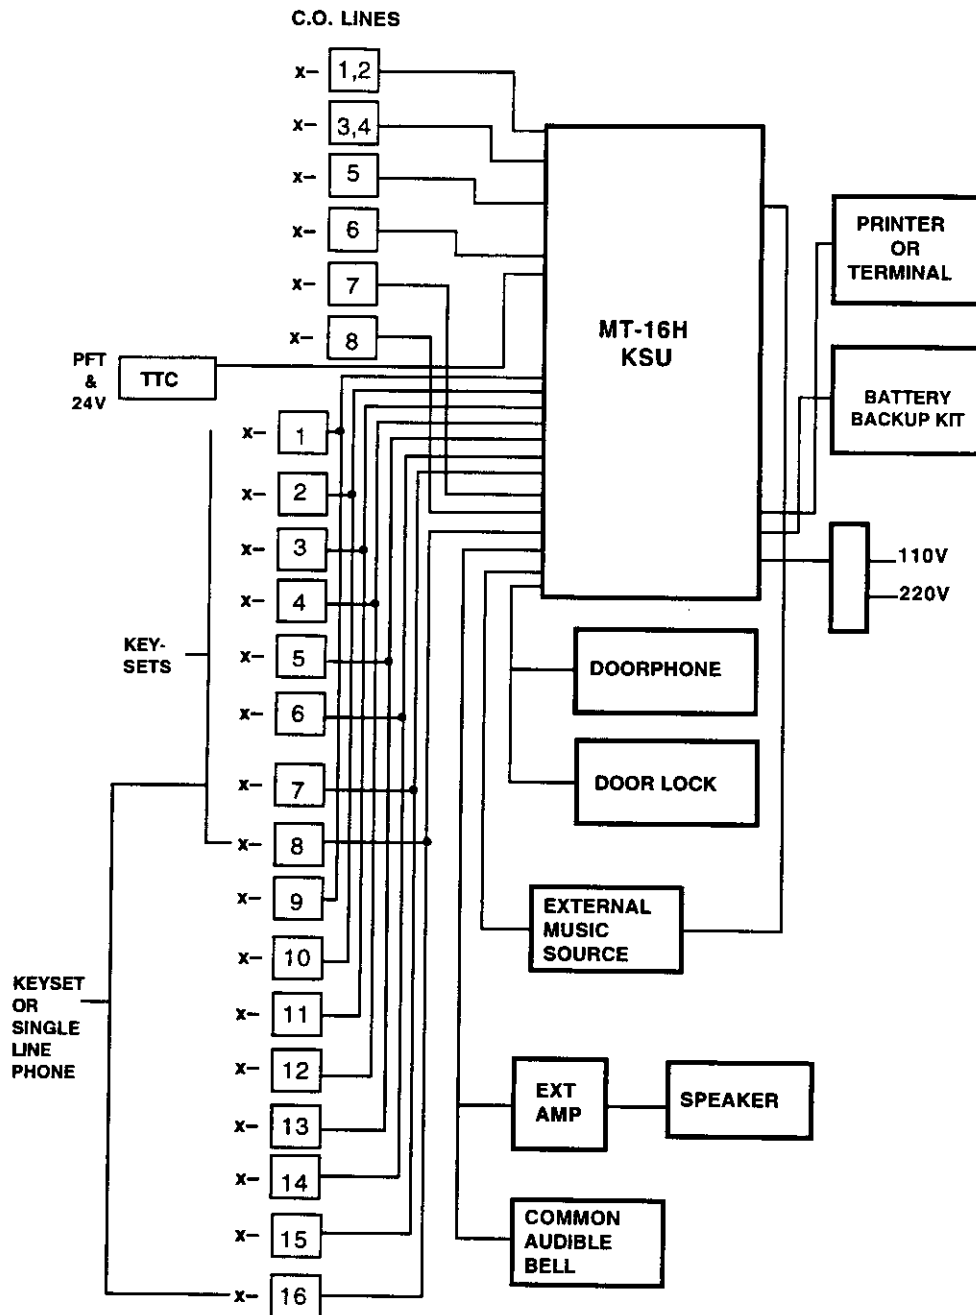 C.O. LINES
x- 1,2
x- 3,4
x- 5
x- 6
x- 7
x- 8
PFT
&
24V
TTC
MT-16H
KSU
PRINTER
OR
TERMINAL
BATTERY
BACKUP KIT
110V
220V
x- 1
x- 2
x- 3
x- 4
x- 5
x- 6
x- 7
x- 8
x- 9
x- 10
x- 11
x- 12
x- 13
x- 14
x- 15
x- 16
KEY-
SETS
KEYSET
OR
SINGLE
LINE
PHONE
DOORPHONE
DOOR LOCK
EXTERNAL
MUSIC
SOURCE
EXT
AMP
SPEAKER
COMMON
AUDIBLE
BELL